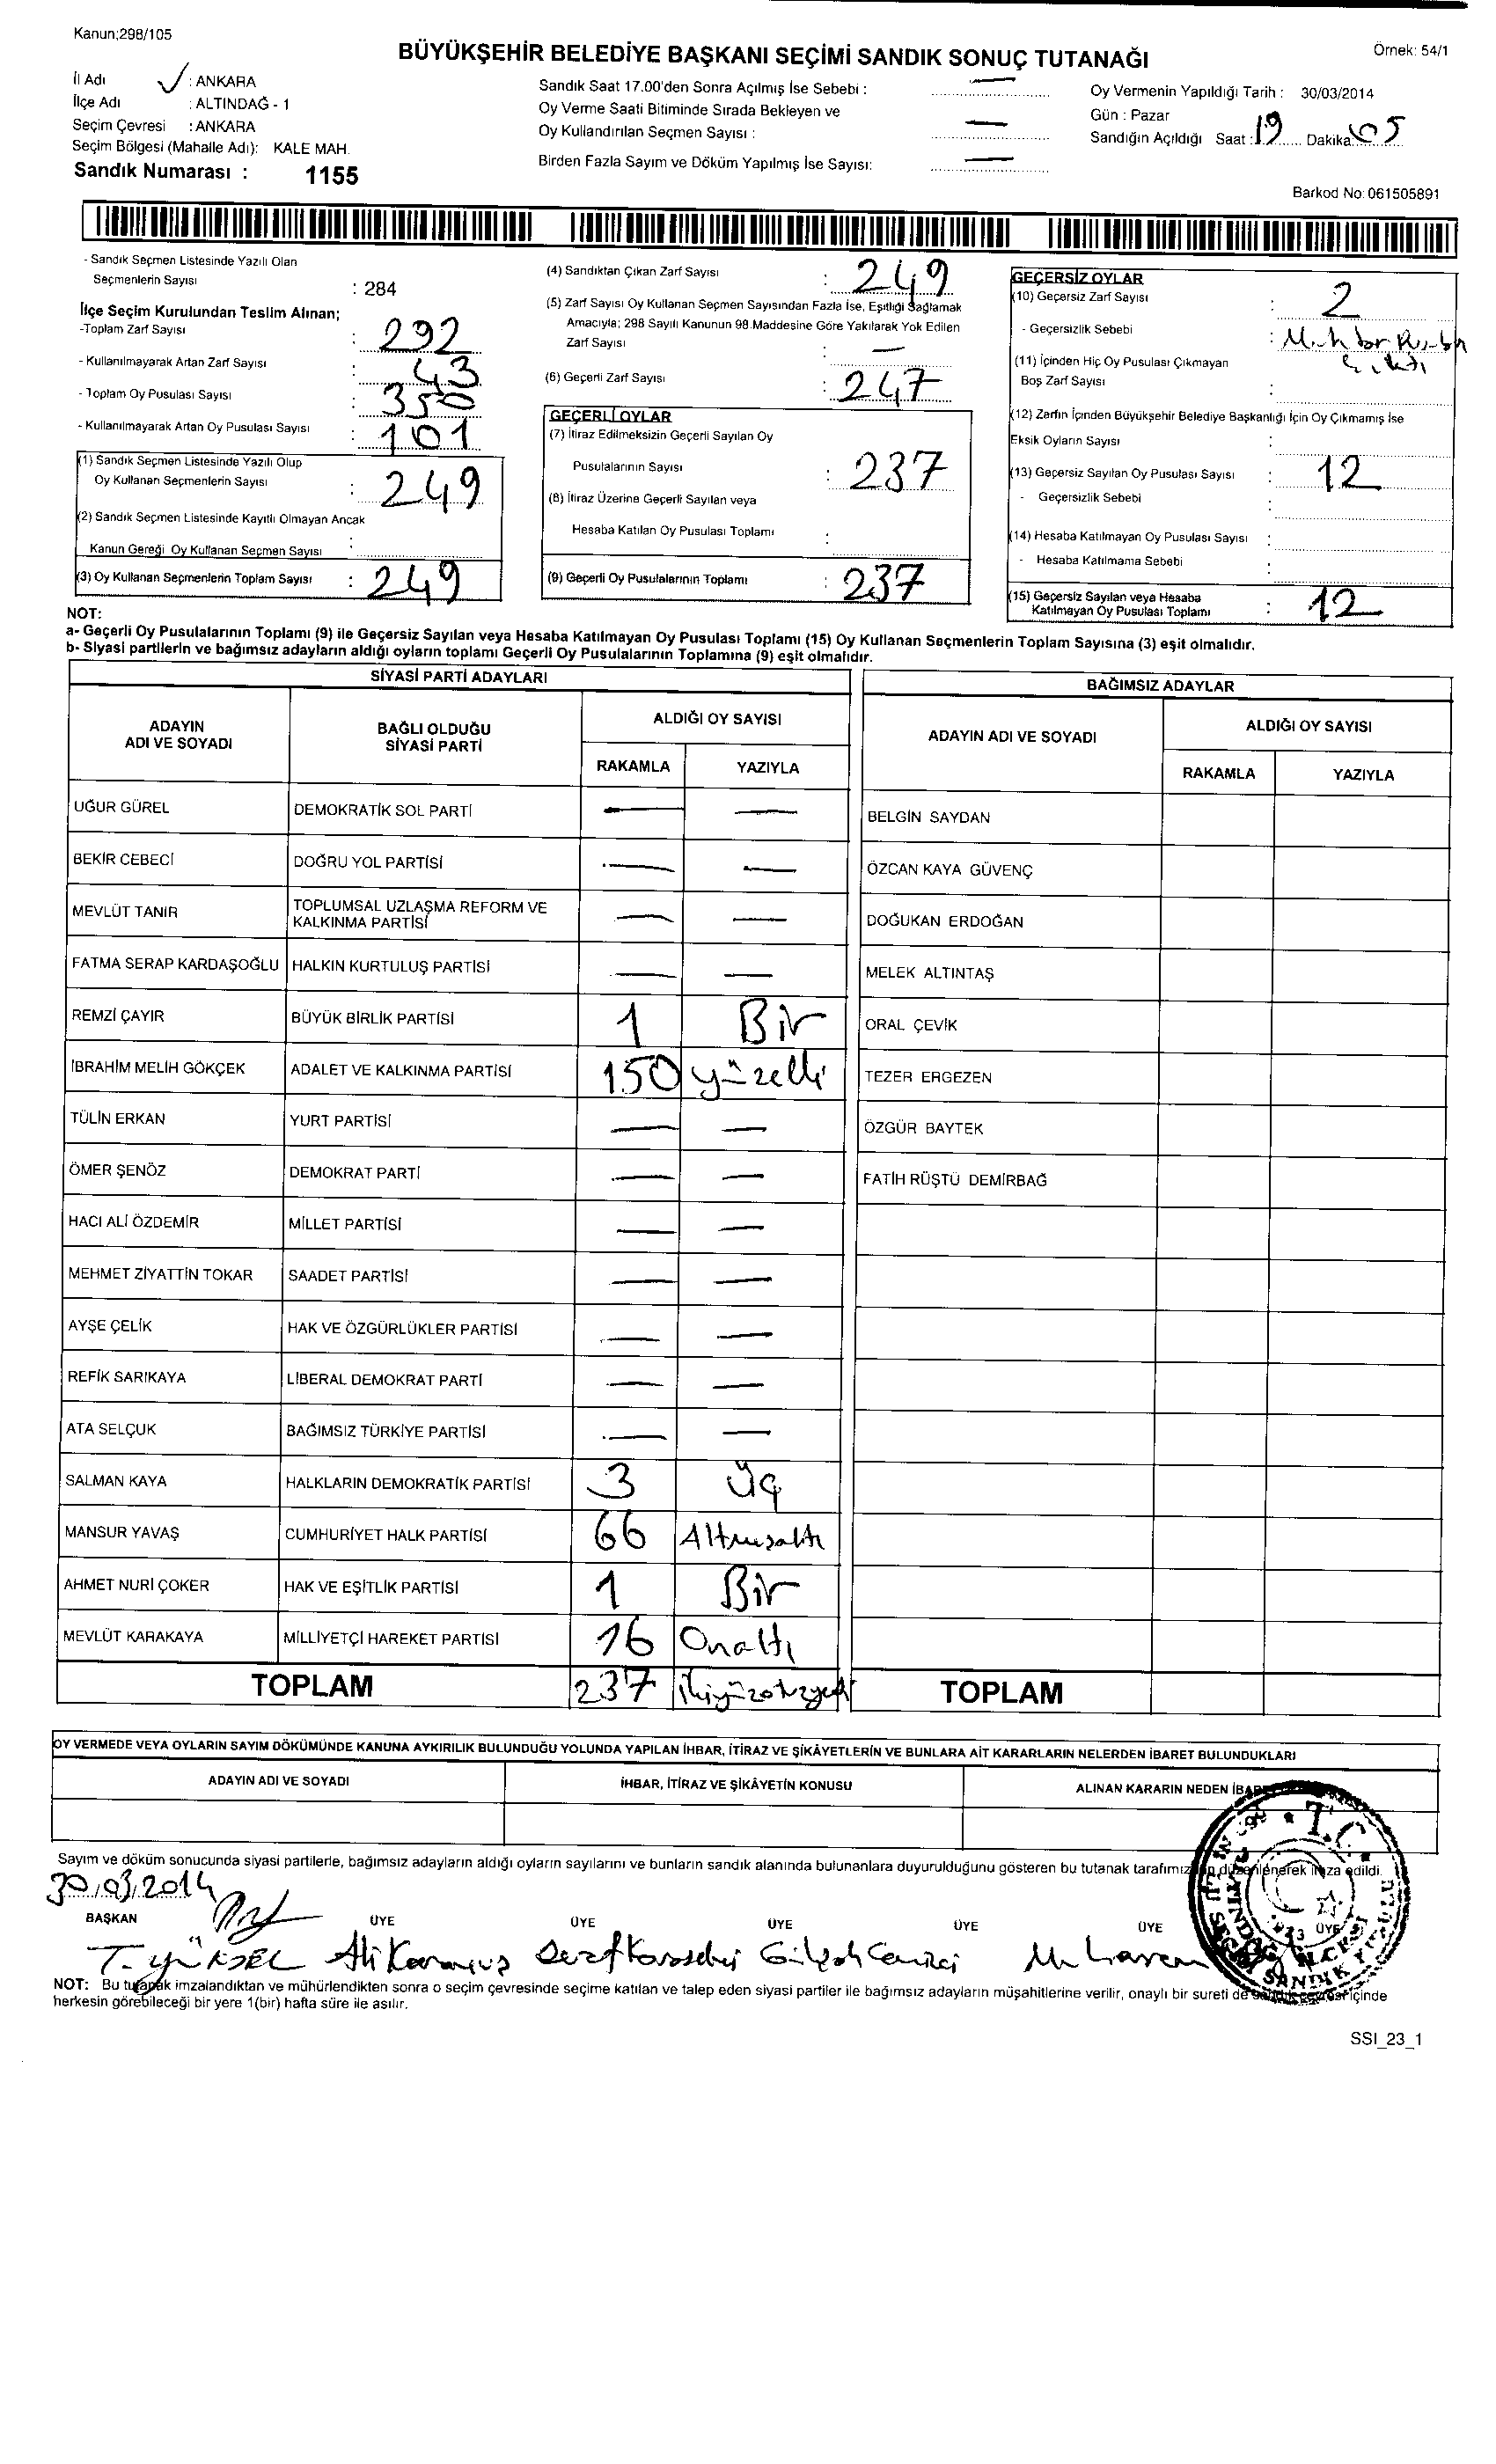 Kanun;298/105
BÜYÜKŞEHİR BELEDİYE BAŞKANI SEÇİMİ SANDIK SONUÇ TUTANAĞI
Örnek: 54/1
İl Adı : ANKARA
İlçe Adı : ALTINDAĞ - 1
Seçim Çevresi : ANKARA
Seçim Bölgesi (Mahalle Adı): KALE MAH.
Sandık Numarası : 1155
Sandık Saat 17.00'den Sonra Açılmış İse Sebebi : —
Oy Verme Saati Bitiminde Sırada Bekleyen ve
Oy Kullandırılan Seçmen Sayısı : —
Birden Fazla Sayım ve Döküm Yapılmış İse Sayısı: —
Oy Vermenin Yapıldığı Tarih : 30/03/2014
Gün : Pazar
Sandığın Açıldığı Saat : 19 Dakika 05
Barkod No: 061505891
- Sandık Seçmen Listesinde Yazılı Olan
Seçmenlerin Sayısı : 284
İlçe Seçim Kurulundan Teslim Alınan;
-Toplam Zarf Sayısı : 292
- Kullanılmayarak Artan Zarf Sayısı : 43
- Toplam Oy Pusulası Sayısı : 350
- Kullanılmayarak Artan Oy Pusulası Sayısı : 101
(1) Sandık Seçmen Listesinde Yazılı Olup
Oy Kullanan Seçmenlerin Sayısı : 249
(2) Sandık Seçmen Listesinde Kayıtlı Olmayan Ancak
Kanun Gereği Oy Kullanan Seçmen Sayısı :
(3) Oy Kullanan Seçmenlerin Toplam Sayısı : 249
(4) Sandıktan Çıkan Zarf Sayısı : 249
(5) Zarf Sayısı Oy Kullanan Seçmen Sayısından Fazla İse, Eşitliği Sağlamak
Amacıyla; 298 Sayılı Kanunun 98.Maddesine Göre Yakılarak Yok Edilen
Zarf Sayısı : —
(6) Geçerli Zarf Sayısı : 247
GEÇERLİ OYLAR
(7) İtiraz Edilmeksizin Geçerli Sayılan Oy
Pusulalarının Sayısı : 237
(8) İtiraz Üzerine Geçerli Sayılan veya
Hesaba Katılan Oy Pusulası Toplamı :
(9) Geçerli Oy Pusulalarının Toplamı : 237
GEÇERSİZ OYLAR
(10) Geçersiz Zarf Sayısı : 2
- Geçersizlik Sebebi :
(11) İçinden Hiç Oy Pusulası Çıkmayan
Boş Zarf Sayısı :
(12) Zarfın İçinden Büyükşehir Belediye Başkanlığı İçin Oy Çıkmamış İse
Eksik Oyların Sayısı :
(13) Geçersiz Sayılan Oy Pusulası Sayısı : 12
- Geçersizlik Sebebi :
(14) Hesaba Katılmayan Oy Pusulası Sayısı :
- Hesaba Katılmama Sebebi :
(15) Geçersiz Sayılan veya Hesaba
Katılmayan Oy Pusulası Toplamı : 12
NOT:
a- Geçerli Oy Pusulalarının Toplamı (9) ile Geçersiz Sayılan veya Hesaba Katılmayan Oy Pusulası Toplamı (15) Oy Kullanan Seçmenlerin Toplam Sayısına (3) eşit olmalıdır.
b- Siyasi partilerin ve bağımsız adayların aldığı oyların toplamı Geçerli Oy Pusulalarının Toplamına (9) eşit olmalıdır.
SİYASİ PARTİ ADAYLARI
ADAYIN ADI VE SOYADI
BAĞLI OLDUĞU SİYASİ PARTİ
ALDIĞI OY SAYISI
RAKAMLA YAZIYLA
UĞUR GÜREL DEMOKRATİK SOL PARTİ — —
BEKİR CEBECİ DOĞRU YOL PARTİSİ — —
MEVLÜT TANIR TOPLUMSAL UZLAŞMA REFORM VE KALKINMA PARTİSİ — —
FATMA SERAP KARDAŞOĞLU HALKIN KURTULUŞ PARTİSİ — —
REMZİ ÇAYIR BÜYÜK BİRLİK PARTİSİ 1 Bir
İBRAHİM MELİH GÖKÇEK ADALET VE KALKINMA PARTİSİ 150 yüzelli
TÜLİN ERKAN YURT PARTİSİ — —
ÖMER ŞENÖZ DEMOKRAT PARTİ — —
HACI ALİ ÖZDEMİR MİLLET PARTİSİ — —
MEHMET ZİYATTİN TOKAR SAADET PARTİSİ — —
AYŞE ÇELİK HAK VE ÖZGÜRLÜKLER PARTİSİ — —
REFİK SARIKAYA LİBERAL DEMOKRAT PARTİ — —
ATA SELÇUK BAĞIMSIZ TÜRKİYE PARTİSİ — —
SALMAN KAYA HALKLARIN DEMOKRATİK PARTİSİ 3 Üç
MANSUR YAVAŞ CUMHURİYET HALK PARTİSİ 66 Altmışaltı
AHMET NURİ ÇOKER HAK VE EŞİTLİK PARTİSİ 1 Bir
MEVLÜT KARAKAYA MİLLİYETÇİ HAREKET PARTİSİ 16 Onaltı
TOPLAM 237 ikiyüzotuzyedi
BAĞIMSIZ ADAYLAR
ADAYIN ADI VE SOYADI
ALDIĞI OY SAYISI
RAKAMLA YAZIYLA
BELGİN SAYDAN
ÖZCAN KAYA GÜVENÇ
DOĞUKAN ERDOĞAN
MELEK ALTINTAŞ
ORAL ÇEVİK
TEZER ERGEZEN
ÖZGÜR BAYTEK
FATİH RÜŞTÜ DEMİRBAĞ
TOPLAM
OY VERMEDE VEYA OYLARIN SAYIM DÖKÜMÜNDE KANUNA AYKIRILIK BULUNDUĞU YOLUNDA YAPILAN İHBAR, İTİRAZ VE ŞİKÂYETLERİN VE BUNLARA AİT KARARLARIN NELERDEN İBARET BULUNDUKLARI
ADAYIN ADI VE SOYADI
İHBAR, İTİRAZ VE ŞİKÂYETİN KONUSU
ALINAN KARARIN NEDEN
Sayım ve döküm sonucunda siyasi partilerle, bağımsız adayların aldığı oyların sayılarını ve bunların sandık alanında bulunanlara duyurulduğunu gösteren bu tutanak düzenlenerek imza edildi.
30/03/2014
BAŞKAN ÜYE ÜYE ÜYE ÜYE ÜYE ÜYE
T. YÜKSEL
T.C.
NOT: Bu tutanak imzalandıktan ve mühürlendikten sonra o seçim çevresinde seçime katılan ve talep eden siyasi partiler ile bağımsız adayların müşahitlerine verilir, onaylı bir sureti de sandık çevresi içinde
herkesin görebileceği bir yere 1(bir) hafta süre ile asılır.
SSI_23_1